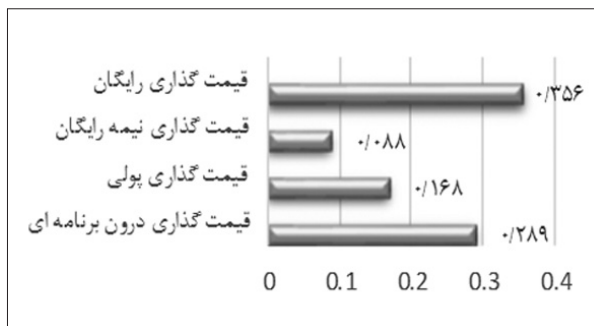 قیمت گذاری رایگان
۰/۳۵۶
قیمت گذاری نیمه رایگان
۰/۰۸۸
قیمت گذاری پولی
۰/۱۶۸
قیمت گذاری درون برنامه ای
۰/۲۸۹
0 0.1 0.2 0.3 0.4